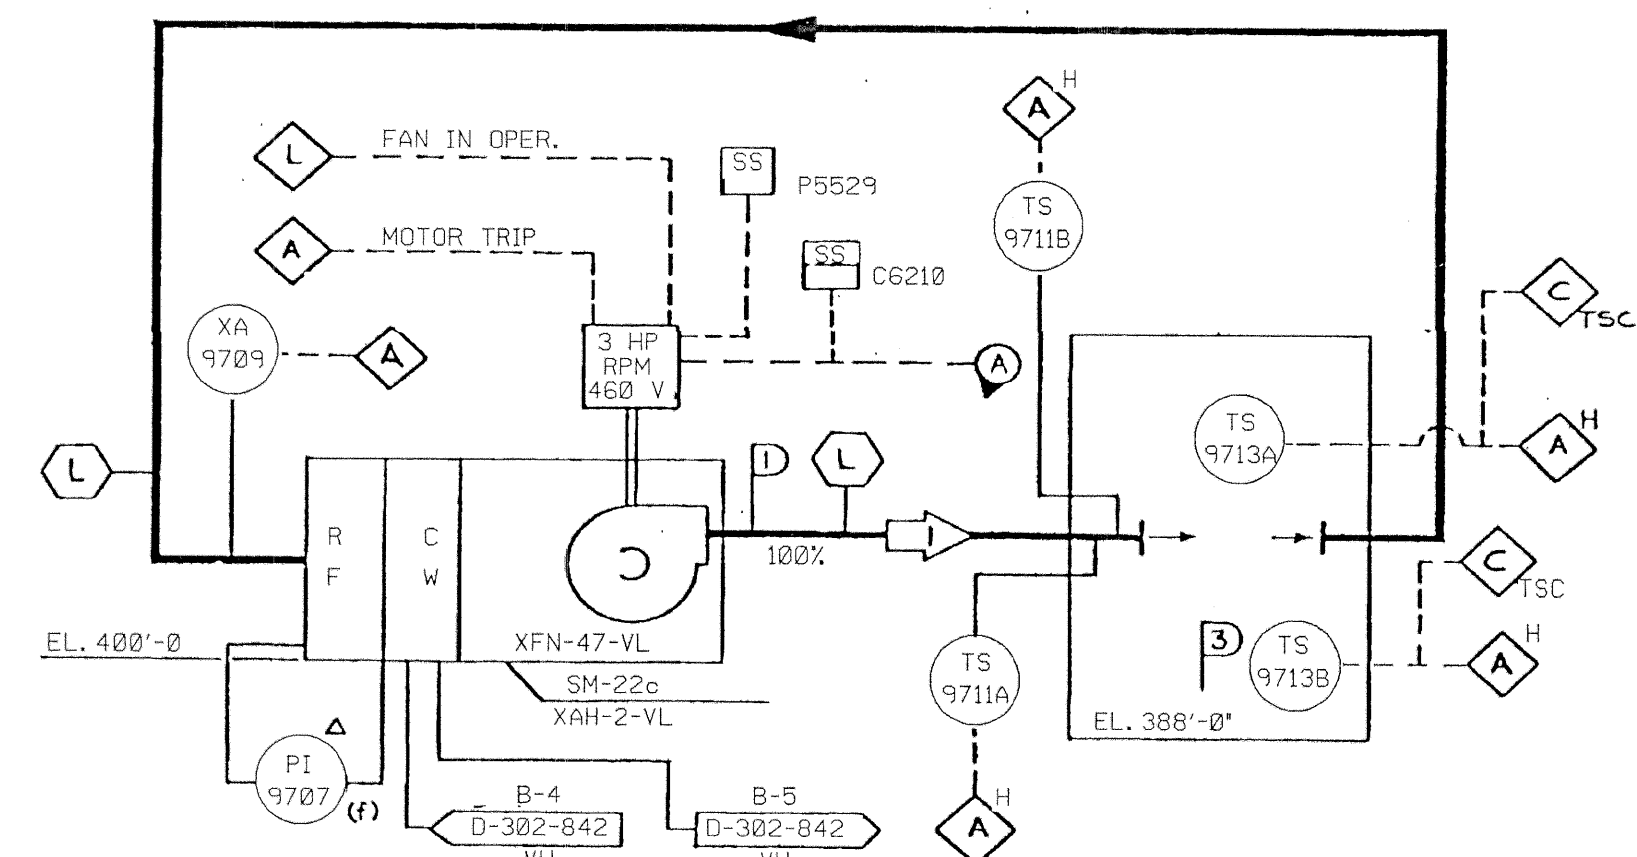 H
A
L
FAN IN OPER.
SS
P5529
TS
9711B
A
MOTOR TRIP
SS
C6210
C
TSC
XA
9709
A
3 HP
RPM
460 V
A
TS
9713A
H
A
L
1
L
R
F
C
W
100%
1
C
TSC
EL. 400'-0
XFN-47-VL
SM-22c
XAH-2-VL
TS
9711A
3
TS
9713B
H
A
EL. 388'-0"
PI
9707
(f)
B-4
D-302-842
B-5
D-302-842
H
A